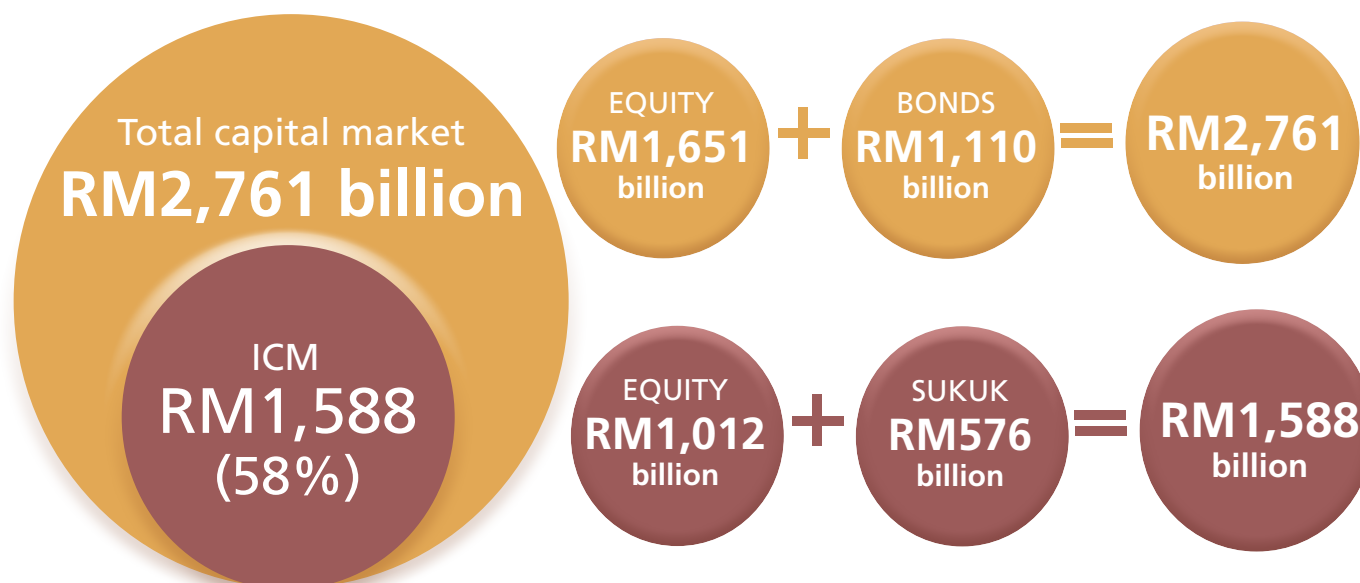 Total capital market
RM2,761 billion
ICM
RM1,588
(58%)
EQUITY
RM1,651
billion
+
BONDS
RM1,110
billion
=
RM2,761
billion
EQUITY
RM1,012
billion
+
SUKUK
RM576
billion
=
RM1,588
billion